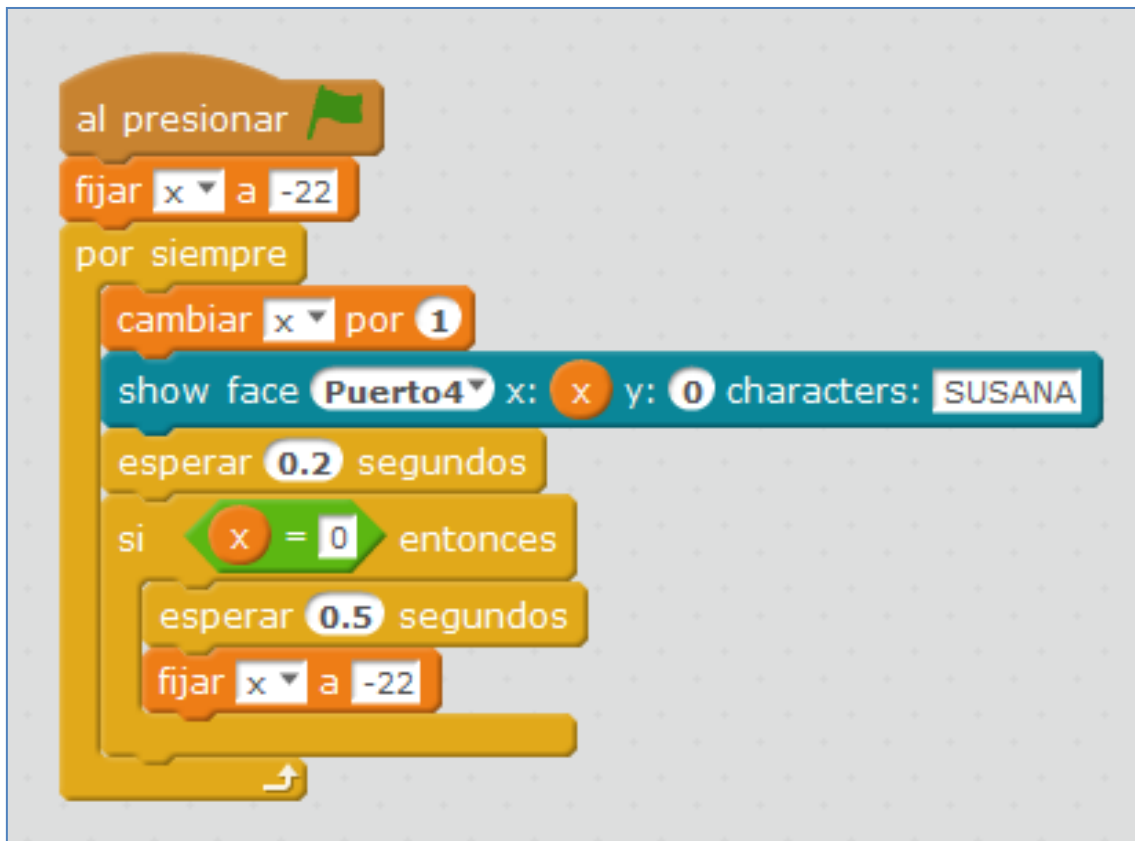 al presionar
fijar x a -22
por siempre
cambiar x por 1
show face Puerto4 x: x y: 0 characters: SUSANA
esperar 0.2 segundos
si x = 0 entonces
esperar 0.5 segundos
fijar x a -22